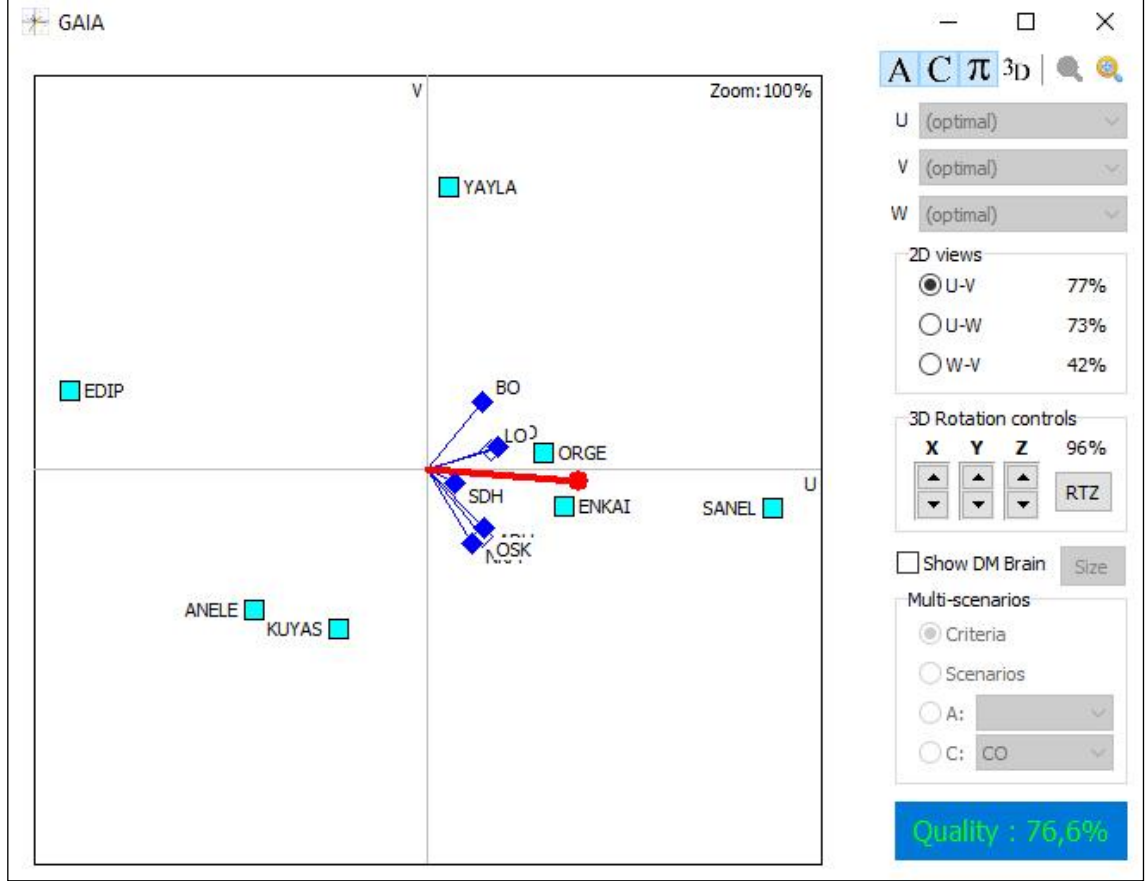 GAIA
V
Zoom:100%
YAYLA
EDIP
BO
LO
ORGE
U
SDH
ENKAI
SANEL
OSK
ANELE
KUYAS
A C π 3D
U (optimal)
V (optimal)
W (optimal)
2D views
U-V 77%
U-W 73%
W-V 42%
3D Rotation controls
X Y Z 96%
RTZ
Show DM Brain Size
Multi-scenarios
Criteria
Scenarios
A:
C: CO
Quality : 76,6%